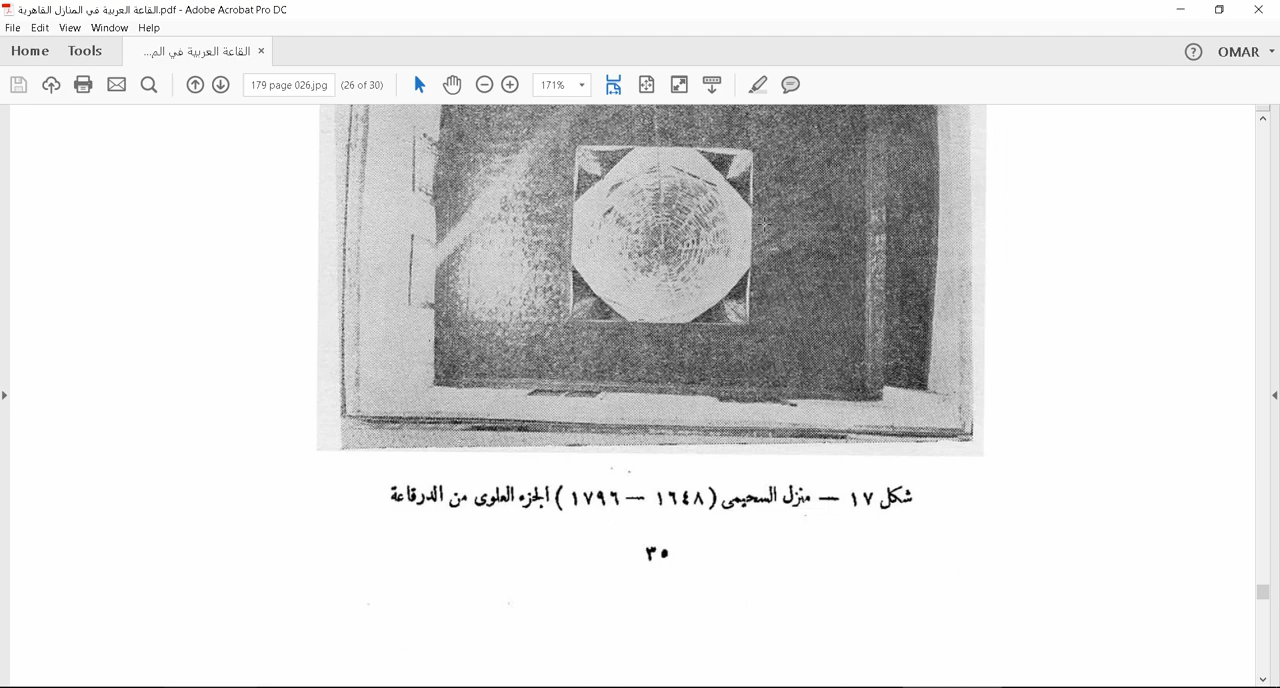 القاعة العربية في المنازل القاهرية.pdf - Adobe Acrobat Pro DC
File Edit View Window Help
Home Tools القاعة العربية في الم... × ? OMAR
179 page 026.jpg (26 of 30) 171%
شكل ١٧ — منزل السحيمى (١٦٤٨ — ١٧٩٦) الجزء العلوى من الدرقاعة
٣٥